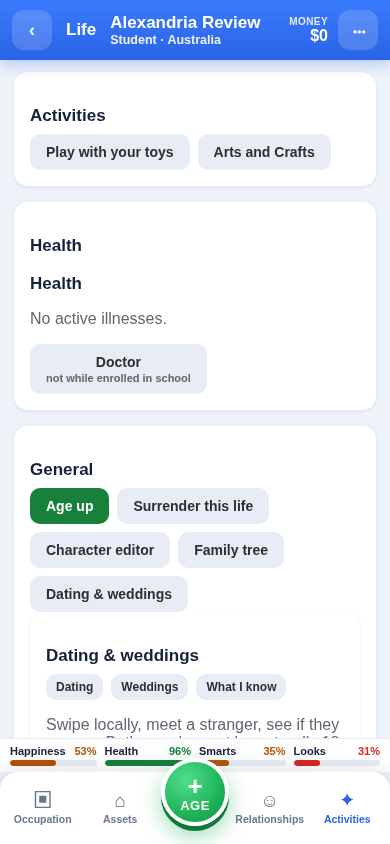 ‹
Life
Alexandria Review
Student · Australia
MONEY
$0
•••
Activities
Play with your toys
Arts and Crafts
Health
Health
No active illnesses.
Doctor
not while enrolled in school
General
Age up
Surrender this life
Character editor
Family tree
Dating & weddings
Dating & weddings
Dating
Weddings
What I know
Swipe locally, meet a stranger, see if they
Happiness 53%
Health 96%
Smarts 35%
Looks 31%
+
AGE
Occupation
Assets
Relationships
Activities